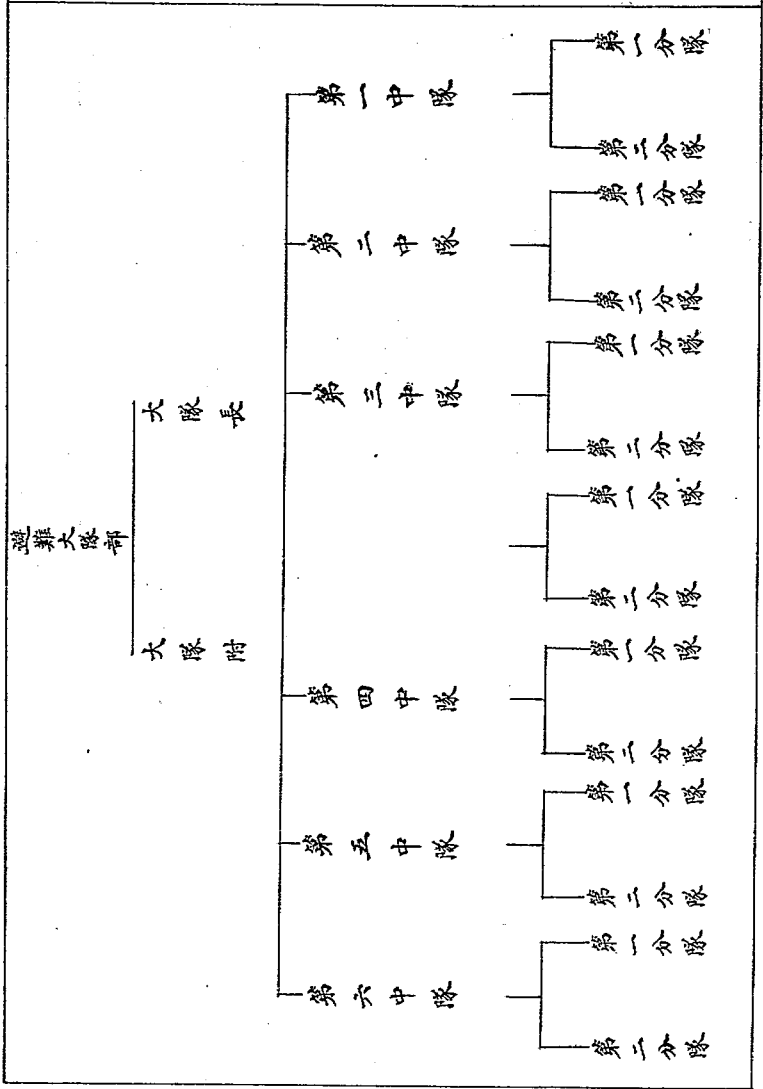 避難大隊部
大隊長
大隊附
第一中隊
第一分隊
第二分隊
第二中隊
第一分隊
第二分隊
第三中隊
第一分隊
第二分隊
第一分隊
第二分隊
第四中隊
第一分隊
第二分隊
第五中隊
第一分隊
第二分隊
第六中隊
第一分隊
第二分隊